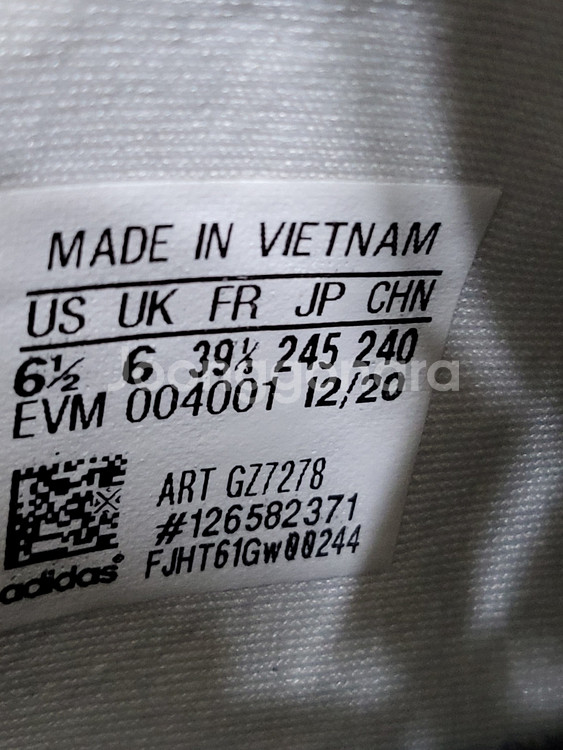 MADE IN VIETNAM
US UK FR JP CHN
6½ 6 39⅓ 245 240
Joonggonara
EVM 004001 12/20
ART GZ7278
#126582371
FJHT61Gw00244
adidas